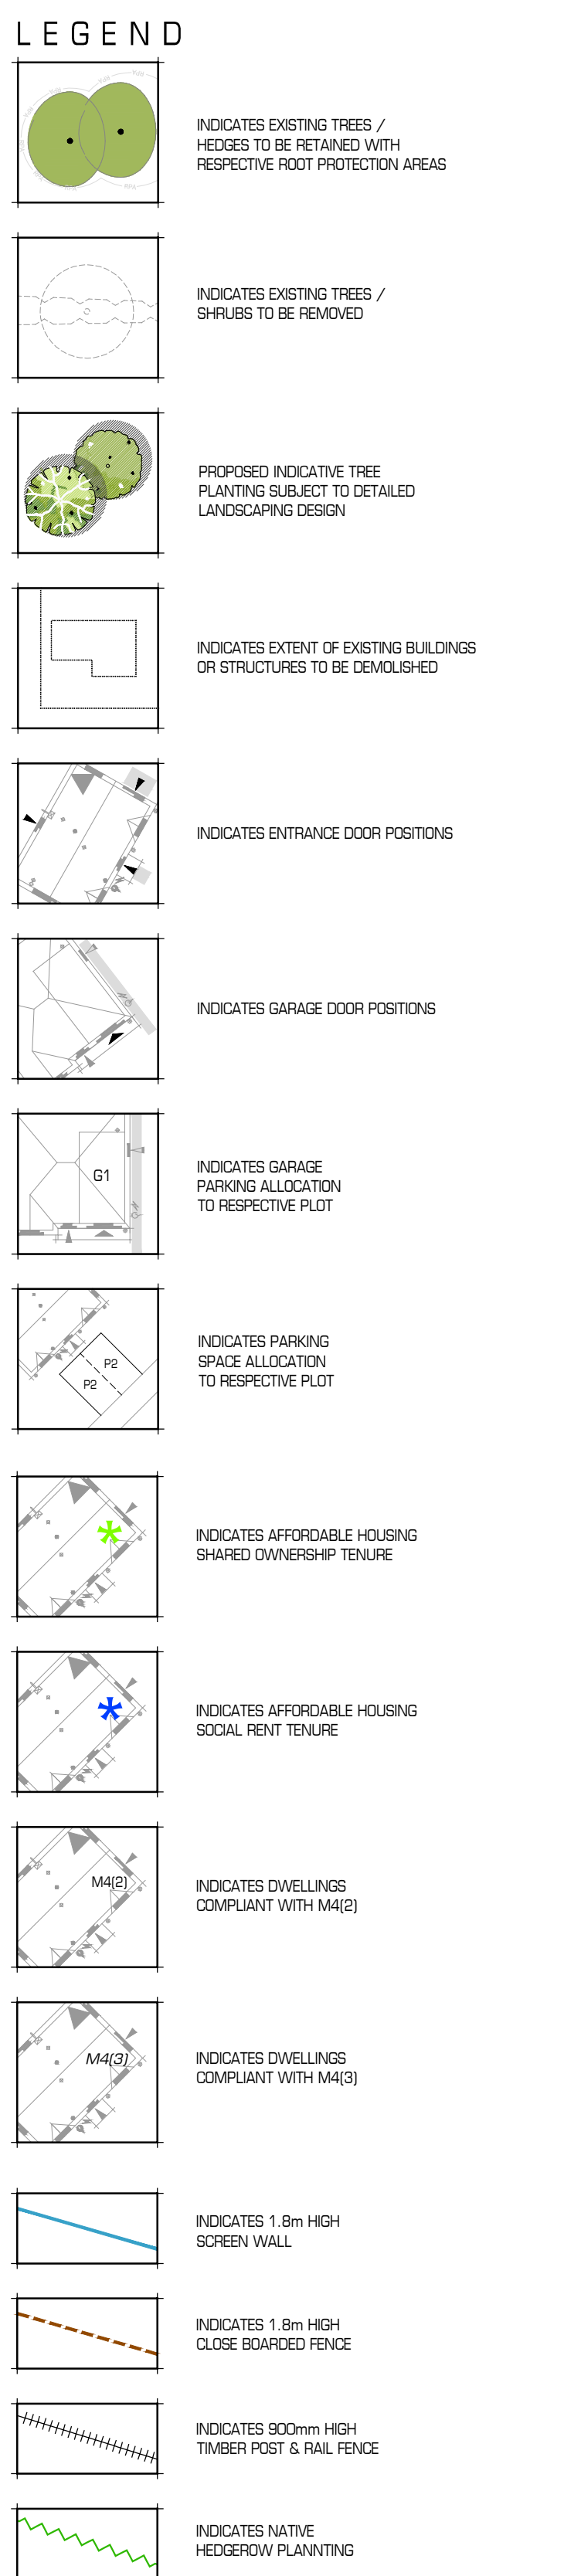 LEGEND
INDICATES EXISTING TREES /
HEDGES TO BE RETAINED WITH
RESPECTIVE ROOT PROTECTION AREAS
INDICATES EXISTING TREES /
SHRUBS TO BE REMOVED
PROPOSED INDICATIVE TREE
PLANTING SUBJECT TO DETAILED
LANDSCAPING DESIGN
INDICATES EXTENT OF EXISTING BUILDINGS
OR STRUCTURES TO BE DEMOLISHED
INDICATES ENTRANCE DOOR POSITIONS
INDICATES GARAGE DOOR POSITIONS
G1
INDICATES GARAGE
PARKING ALLOCATION
TO RESPECTIVE PLOT
P2
P2
INDICATES PARKING
SPACE ALLOCATION
TO RESPECTIVE PLOT
INDICATES AFFORDABLE HOUSING
SHARED OWNERSHIP TENURE
INDICATES AFFORDABLE HOUSING
SOCIAL RENT TENURE
M4(2)
INDICATES DWELLINGS
COMPLIANT WITH M4(2)
M4(3)
INDICATES DWELLINGS
COMPLIANT WITH M4(3)
INDICATES 1.8m HIGH
SCREEN WALL
INDICATES 1.8m HIGH
CLOSE BOARDED FENCE
INDICATES 900mm HIGH
TIMBER POST & RAIL FENCE
INDICATES NATIVE
HEDGEROW PLANNTING